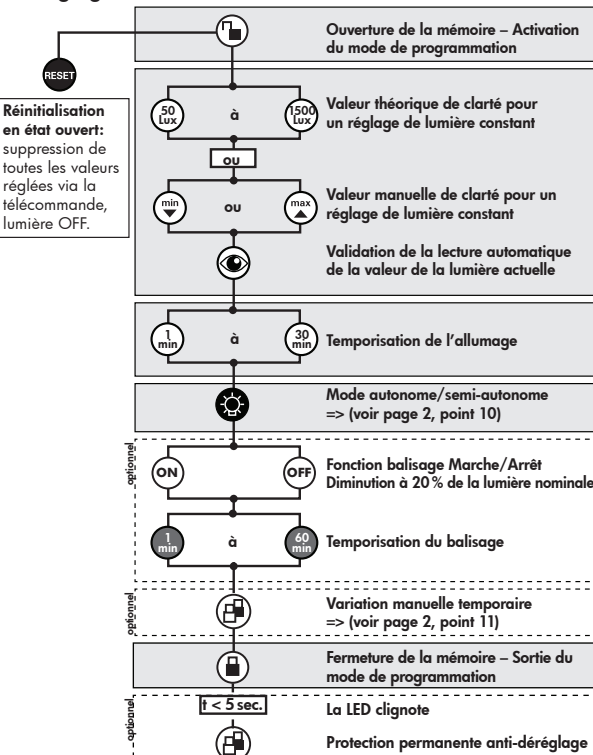 Ouverture de la mémoire – Activation
du mode de programmation
RESET
Réinitialisation
en état ouvert:
suppression de
toutes les valeurs
réglées via la
télécommande,
lumière OFF.
50 Lux
à
1500 Lux
Valeur théorique de clarté pour
un réglage de lumière constant
ou
min
ou
max
Valeur manuelle de clarté pour un
réglage de lumière constant
Validation de la lecture automatique
de la valeur de la lumière actuelle
1 min
à
30 min
Temporisation de l'allumage
Mode autonome/semi-autonome
=> (voir page 2, point 10)
optionnel
ON
OFF
Fonction balisage Marche/Arrêt
Diminution à 20 % de la lumière nominale
1 min
à
60 min
Temporisation du balisage
optionnel
Variation manuelle temporaire
=> (voir page 2, point 11)
Fermeture de la mémoire – Sortie du
mode de programmation
optionnel
t < 5 sec.
La LED clignote
Protection permanente anti-déréglage